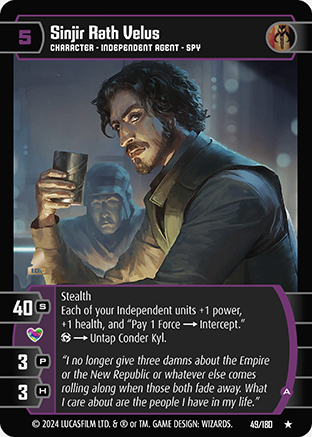 5
Sinjir Rath Velus
CHARACTER - INDEPENDENT AGENT - SPY
40 S
3 P
3 H
Stealth
Each of your Independent units +1 power,
+1 health, and “Pay 1 Force → Intercept.”
→ Untap Conder Kyl.
“I no longer give three damns about the Empire
or the New Republic or whatever else comes
rolling along when those both fade away. What
I care about are the people I have in my life.”
A
© 2024 LUCASFILM LTD. & ® or TM. GAME DESIGN: WIZARDS. 49/180 ★